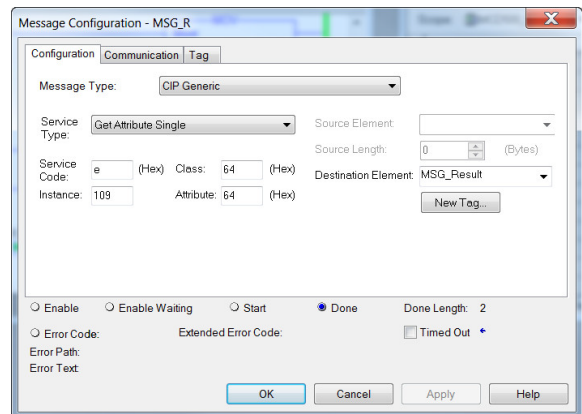 Message Configuration - MSG_R
Configuration Communication Tag
Message Type: CIP Generic
Service Type: Get Attribute Single Source Element:
Source Length: 0 (Bytes)
Service Code: e (Hex) Class: 64 (Hex) Destination Element: MSG_Result
Instance: 109 Attribute: 64 (Hex) New Tag...
Enable Enable Waiting Start Done Done Length: 2
Error Code: Extended Error Code: Timed Out
Error Path:
Error Text:
OK Cancel Apply Help